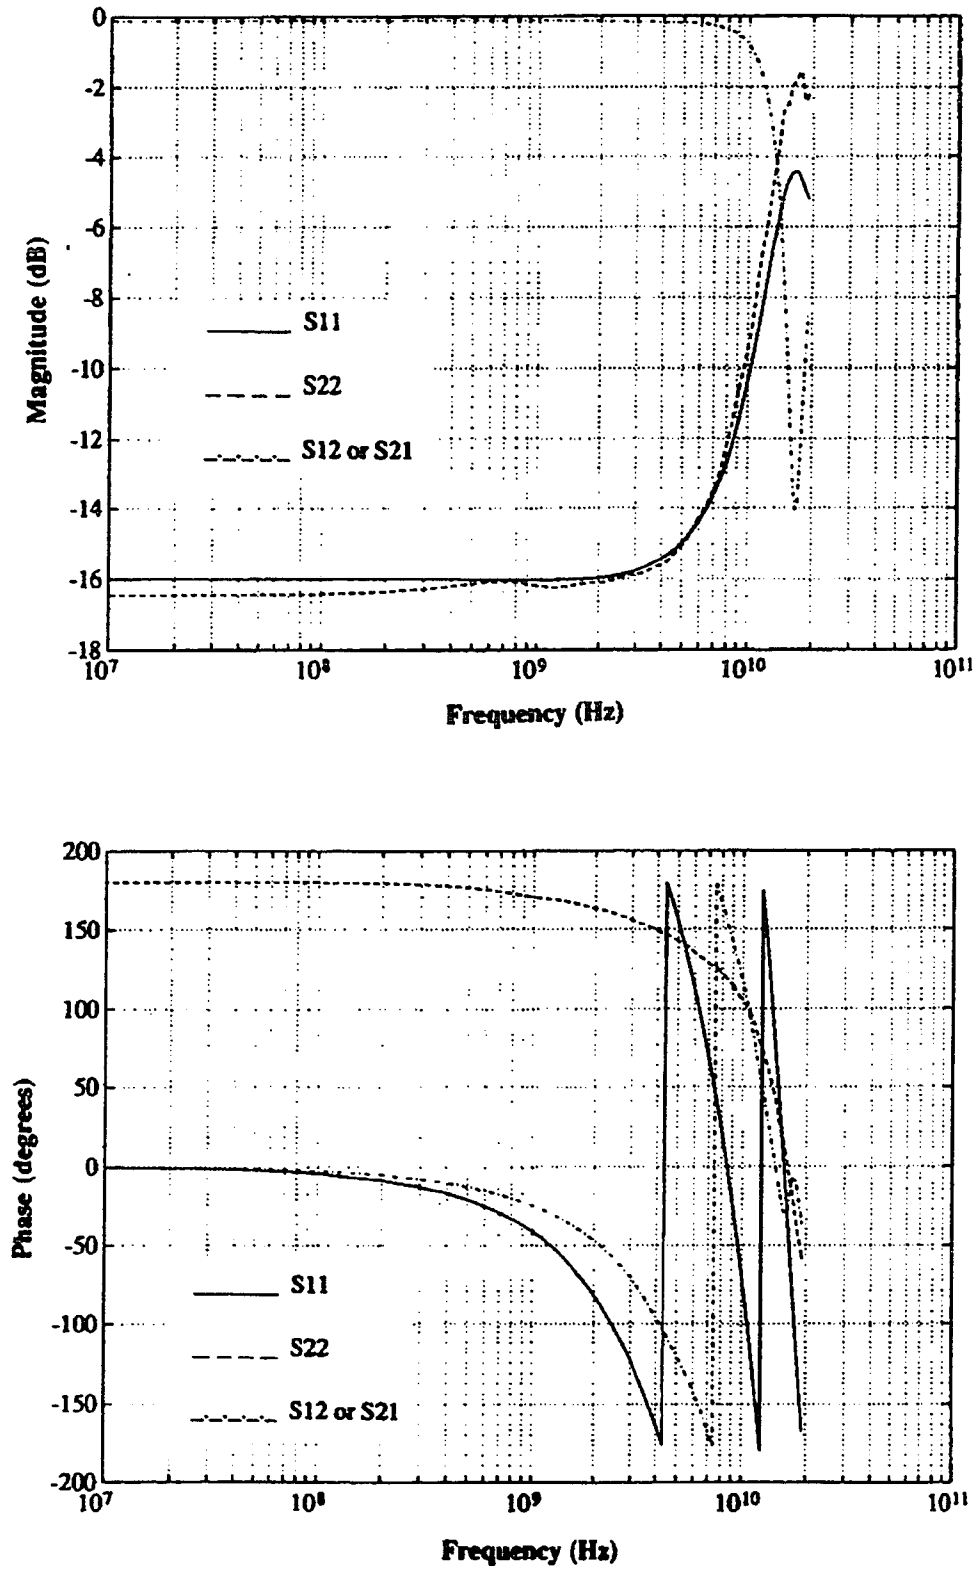 0
-2
-4
-6
-8
-10
-12
-14
-16
-18
Magnitude (dB)
S11
S22
S12 or S21
10⁷
10⁸
10⁹
10¹⁰
10¹¹
Frequency (Hz)
200
150
100
50
0
-50
-100
-150
-200
Phase (degrees)
S11
S22
S12 or S21
10⁷
10⁸
10⁹
10¹⁰
10¹¹
Frequency (Hz)